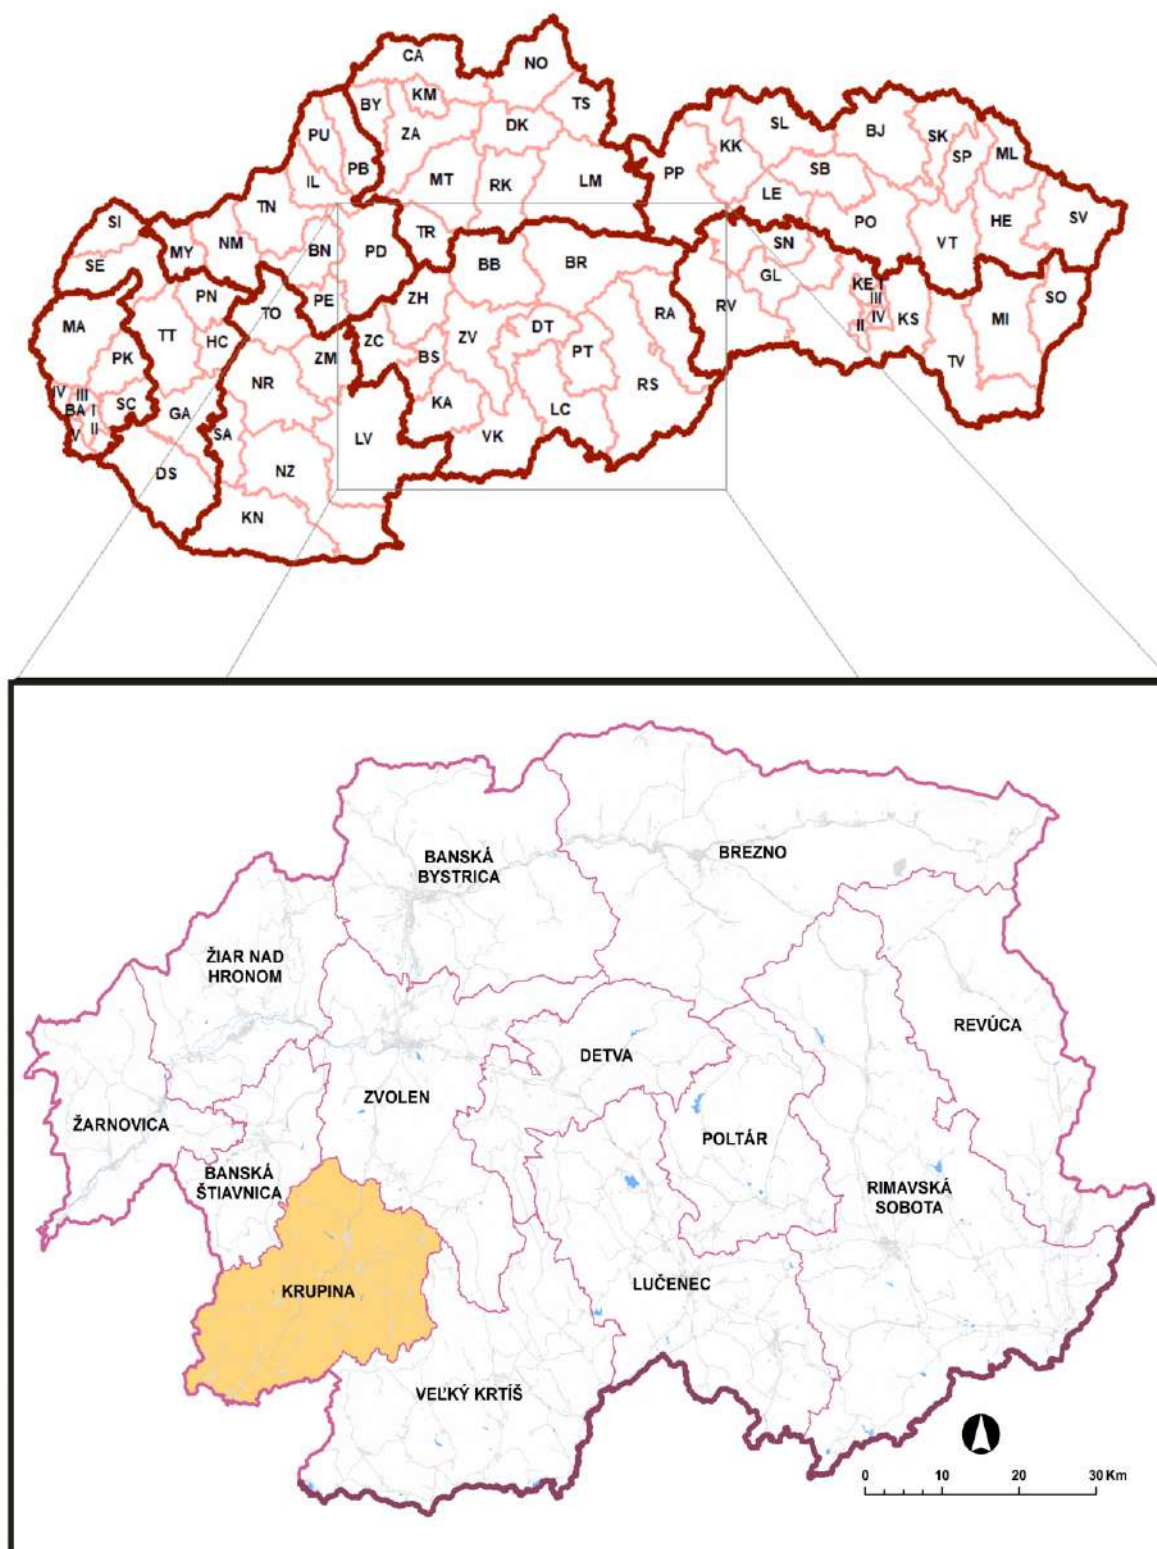 CA
NO
BY
KM
TS
PU
ZA
DK
SL
BJ
SK
KK
SP
ML
PB
MT
RK
LM
PP
SB
IL
LE
TN
SI
TR
PO
HE
SV
MY
NM
BN
PD
SN
VT
SE
BB
BR
GL
PN
PE
ZH
KE I
III
SO
MA
TT
TO
RV
IV
KS
MI
HC
ZC
ZV
DT
RA
II
PK
ZM
BS
PT
TV
NR
RS
IV
III
SC
KA
BA
I
GA
LC
V
II
SA
LV
VK
DS
NZ
KN
BANSKÁ
BYSTRICA
BREZNO
ŽIAR NAD
HRONOM
REVÚCA
DETVA
ZVOLEN
ŽARNOVICA
POLTÁR
BANSKÁ
ŠTIAVNICA
RIMAVSKÁ
SOBOTA
KRUPINA
LUČENEC
VEĽKÝ KRTÍŠ
0 10 20 30 Km